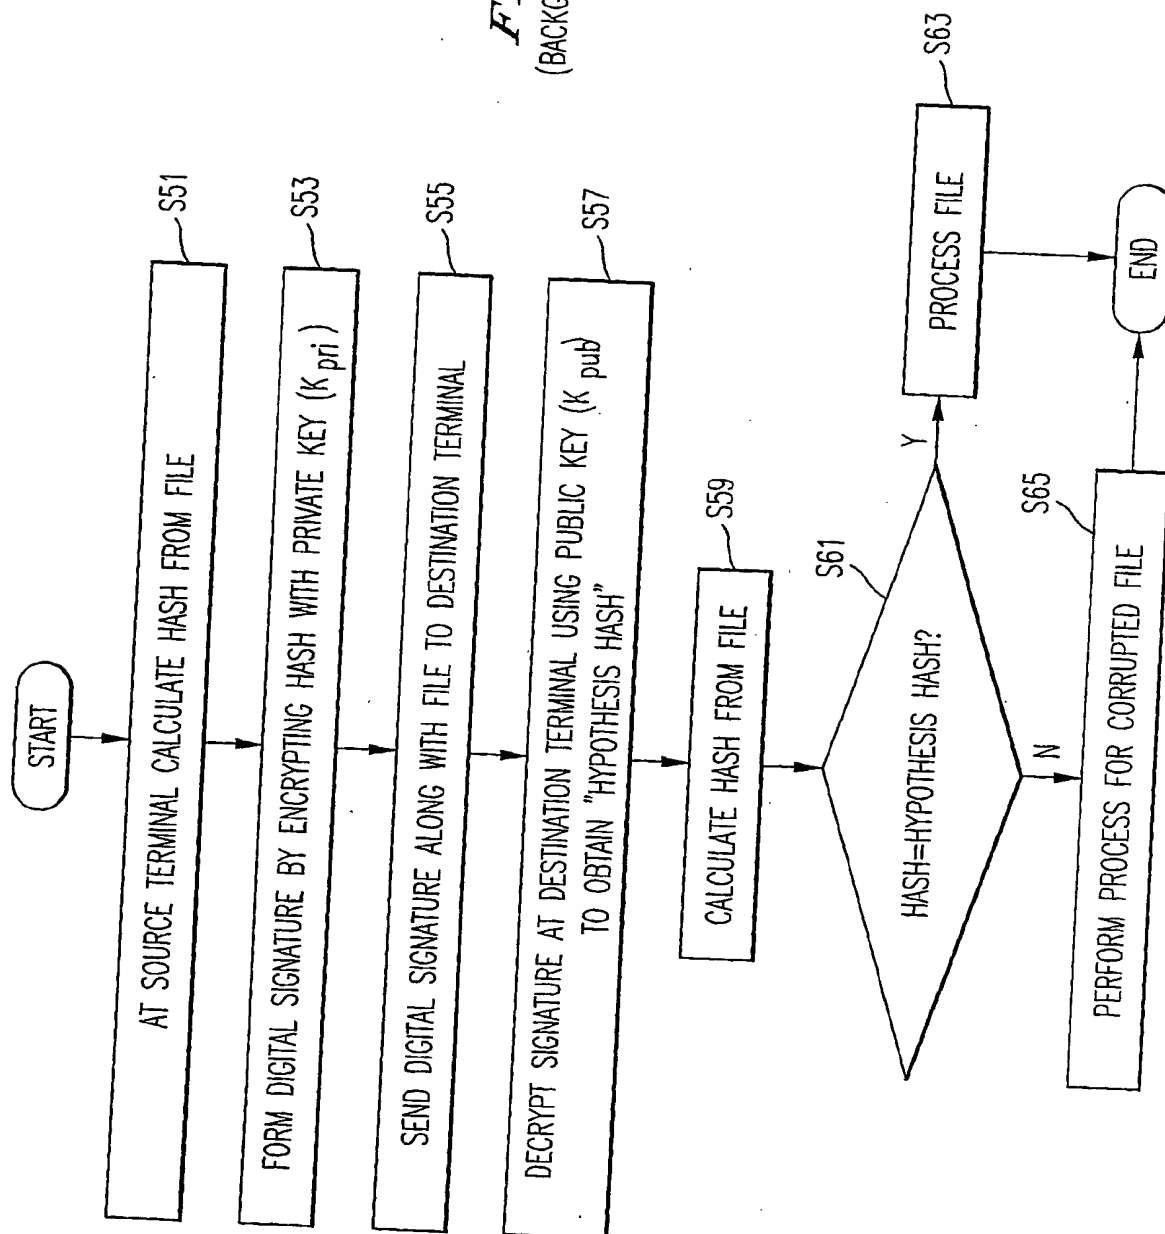 START
AT SOURCE TERMINAL CALCULATE HASH FROM FILE
S51
FORM DIGITAL SIGNATURE BY ENCRYPTING HASH WITH PRIVATE KEY (K pri)
S53
SEND DIGITAL SIGNATURE ALONG WITH FILE TO DESTINATION TERMINAL
S55
DECRYPT SIGNATURE AT DESTINATION TERMINAL USING PUBLIC KEY (K pub)
TO OBTAIN "HYPOTHESIS HASH"
S57
CALCULATE HASH FROM FILE
S59
HASH=HYPOTHESIS HASH?
S61
Y
PROCESS FILE
S63
N
PERFORM PROCESS FOR CORRUPTED FILE
S65
END